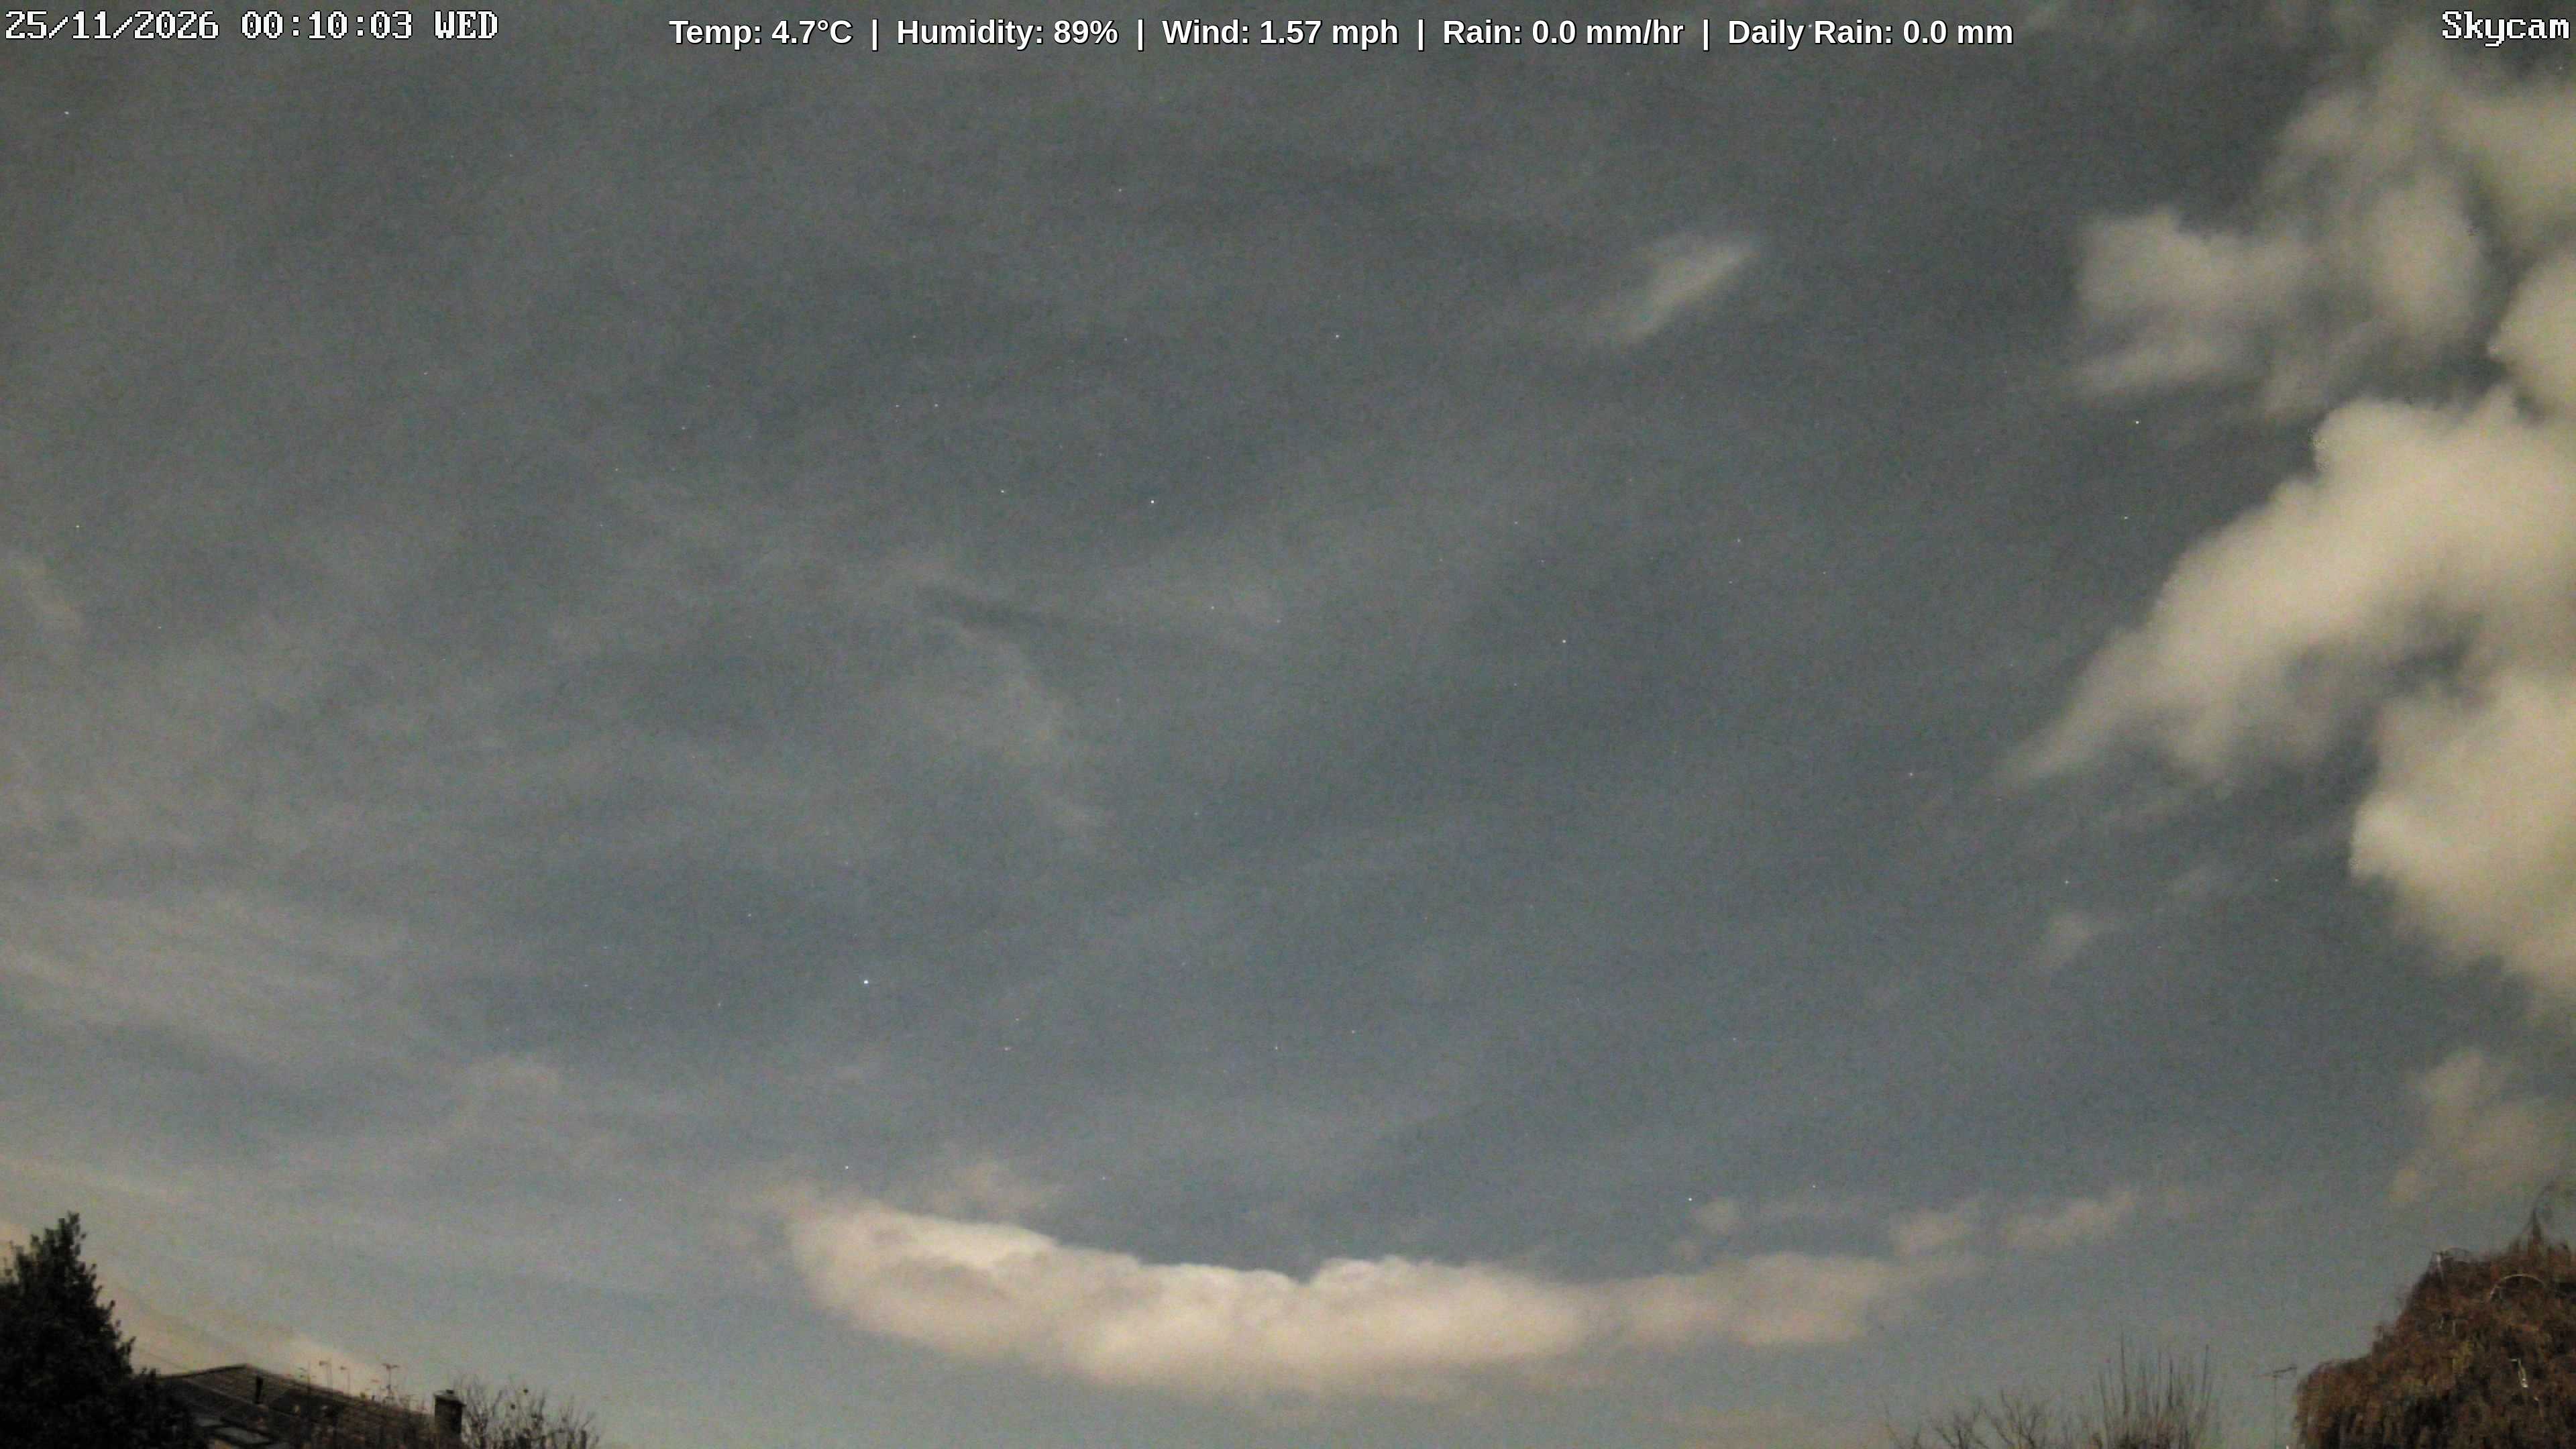 25/11/2026 00:10:03 WED
Temp: 4.7°C | Humidity: 89% | Wind: 1.57 mph | Rain: 0.0 mm/hr | Daily Rain: 0.0 mm
Skycam